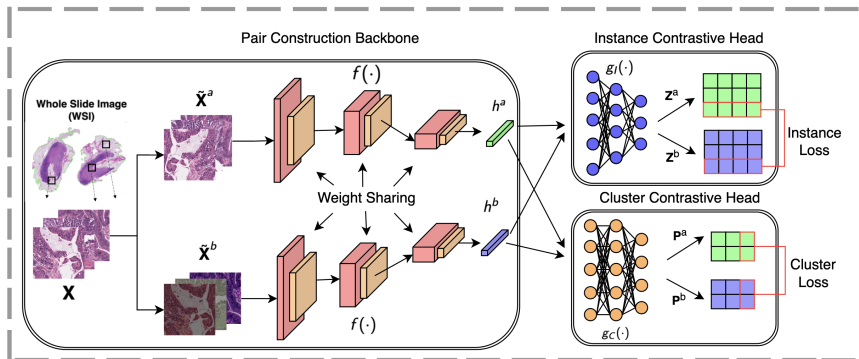 Pair Construction Backbone
Instance Contrastive Head
f(·)
g_I(·)
X̃^a
Whole Slide Image
(WSI)
h^a
Z^a
Z^b
Instance
Loss
Weight Sharing
Cluster Contrastive Head
h^b
X̃^b
P^a
X
Cluster
Loss
P^b
f(·)
g_C(·)